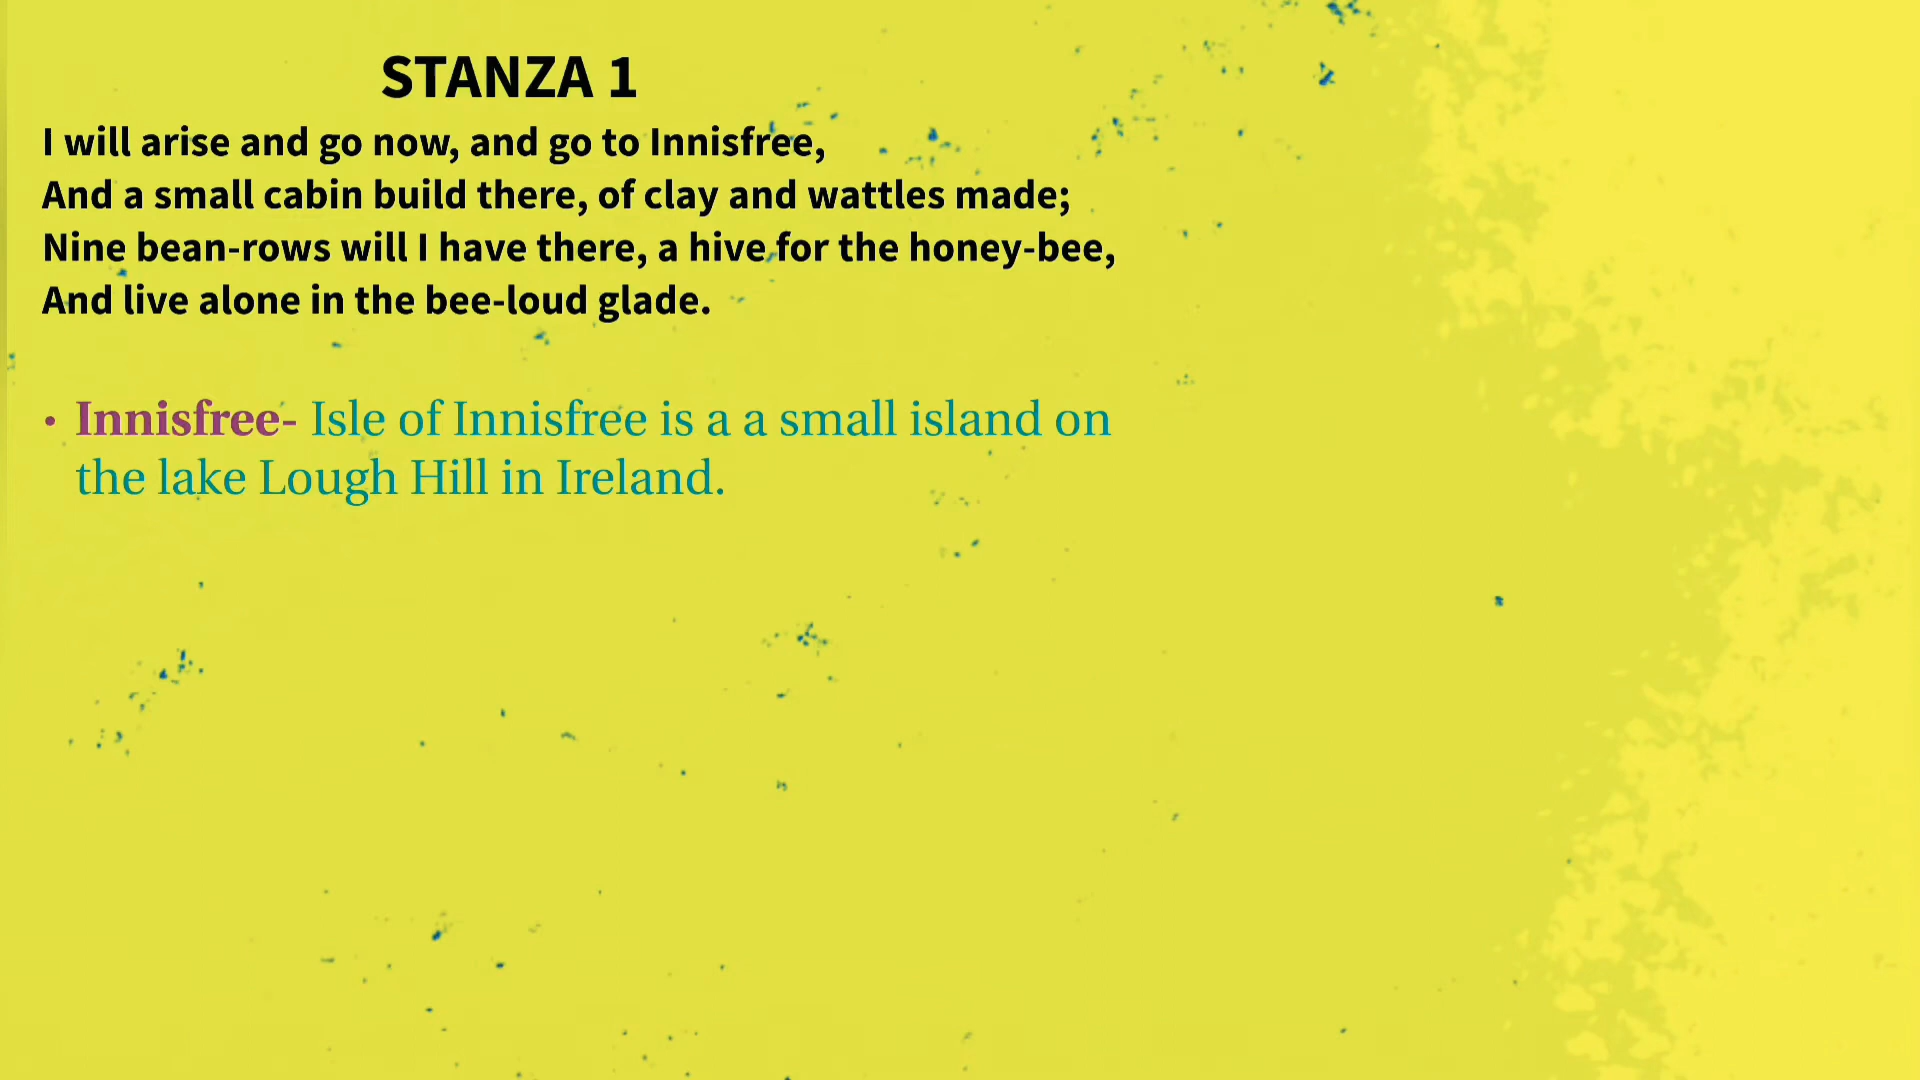 STANZA 1
I will arise and go now, and go to Innisfree,
And a small cabin build there, of clay and wattles made;
Nine bean-rows will I have there, a hive for the honey-bee,
And live alone in the bee-loud glade.
• Innisfree- Isle of Innisfree is a a small island on
the lake Lough Hill in Ireland.